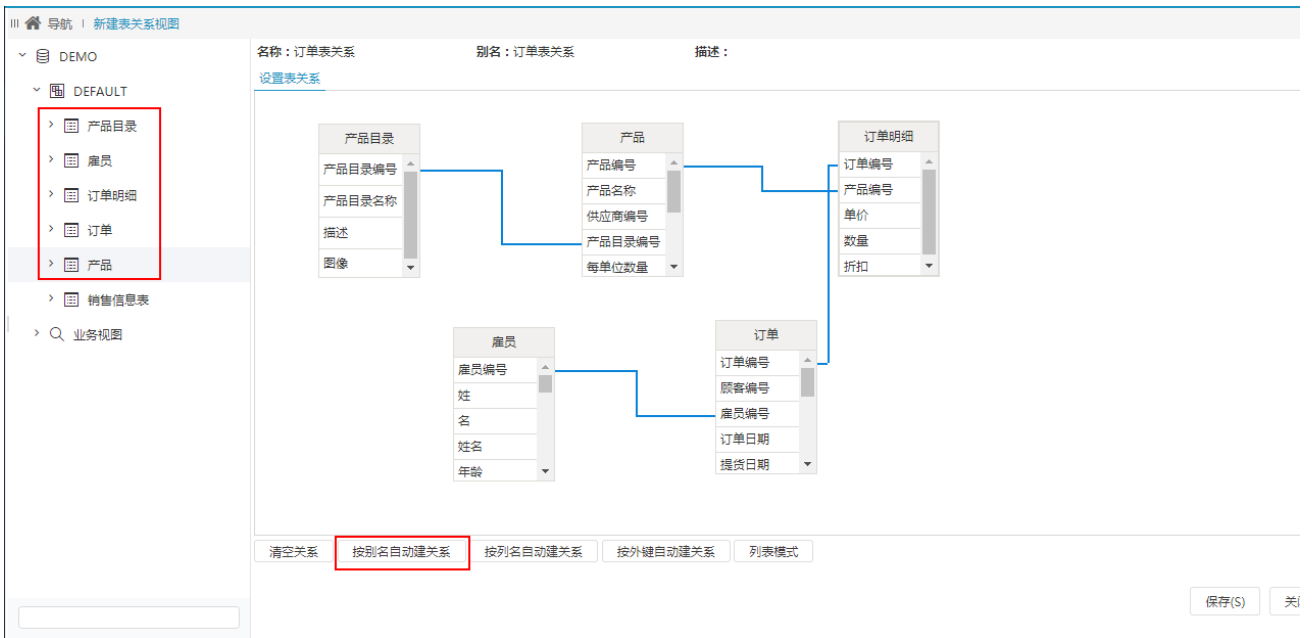 导航 | 新建表关系视图
DEMO
DEFAULT
产品目录
雇员
订单明细
订单
产品
销售信息表
业务视图
名称：订单表关系 别名：订单表关系 描述：
设置表关系
产品目录
产品目录编号
产品目录名称
描述
图像
产品
产品编号
产品名称
供应商编号
产品目录编号
每单位数量
订单明细
订单编号
产品编号
单价
数量
折扣
雇员
雇员编号
姓
名
姓名
年龄
订单
订单编号
顾客编号
雇员编号
订单日期
提货日期
清空关系 按别名自动建关系 按列名自动建关系 按外键自动建关系 列表模式
保存(S)